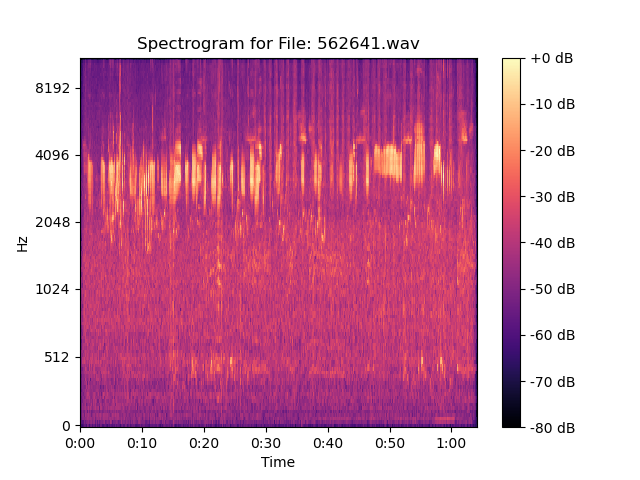 Spectrogram for File: 562641.wav
8192
4096
2048
1024
512
0
Hz
0:00
0:10
0:20
0:30
0:40
0:50
1:00
Time
+0 dB
-10 dB
-20 dB
-30 dB
-40 dB
-50 dB
-60 dB
-70 dB
-80 dB